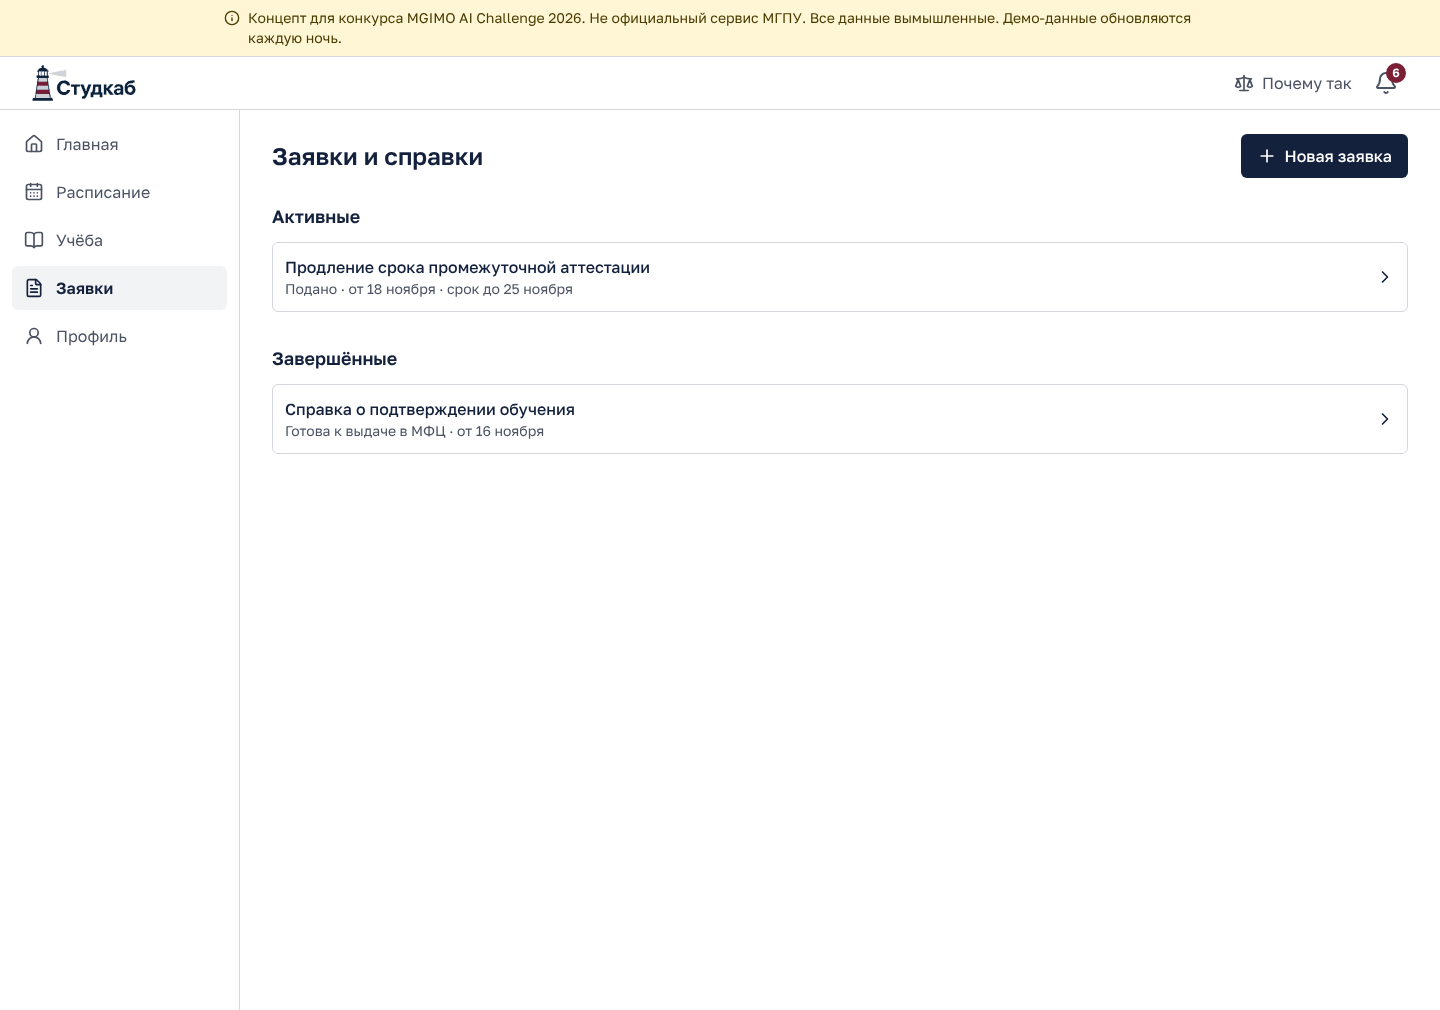 Концепт для конкурса MGIMO AI Challenge 2026. Не официальный сервис МГПУ. Все данные вымышленные. Демо-данные обновляются
каждую ночь.
Студкаб
Почему так
6
Главная
Расписание
Учёба
Заявки
Профиль
Заявки и справки
Новая заявка
Активные
Продление срока промежуточной аттестации
Подано · от 18 ноября · срок до 25 ноября
Завершённые
Справка о подтверждении обучения
Готова к выдаче в МФЦ · от 16 ноября